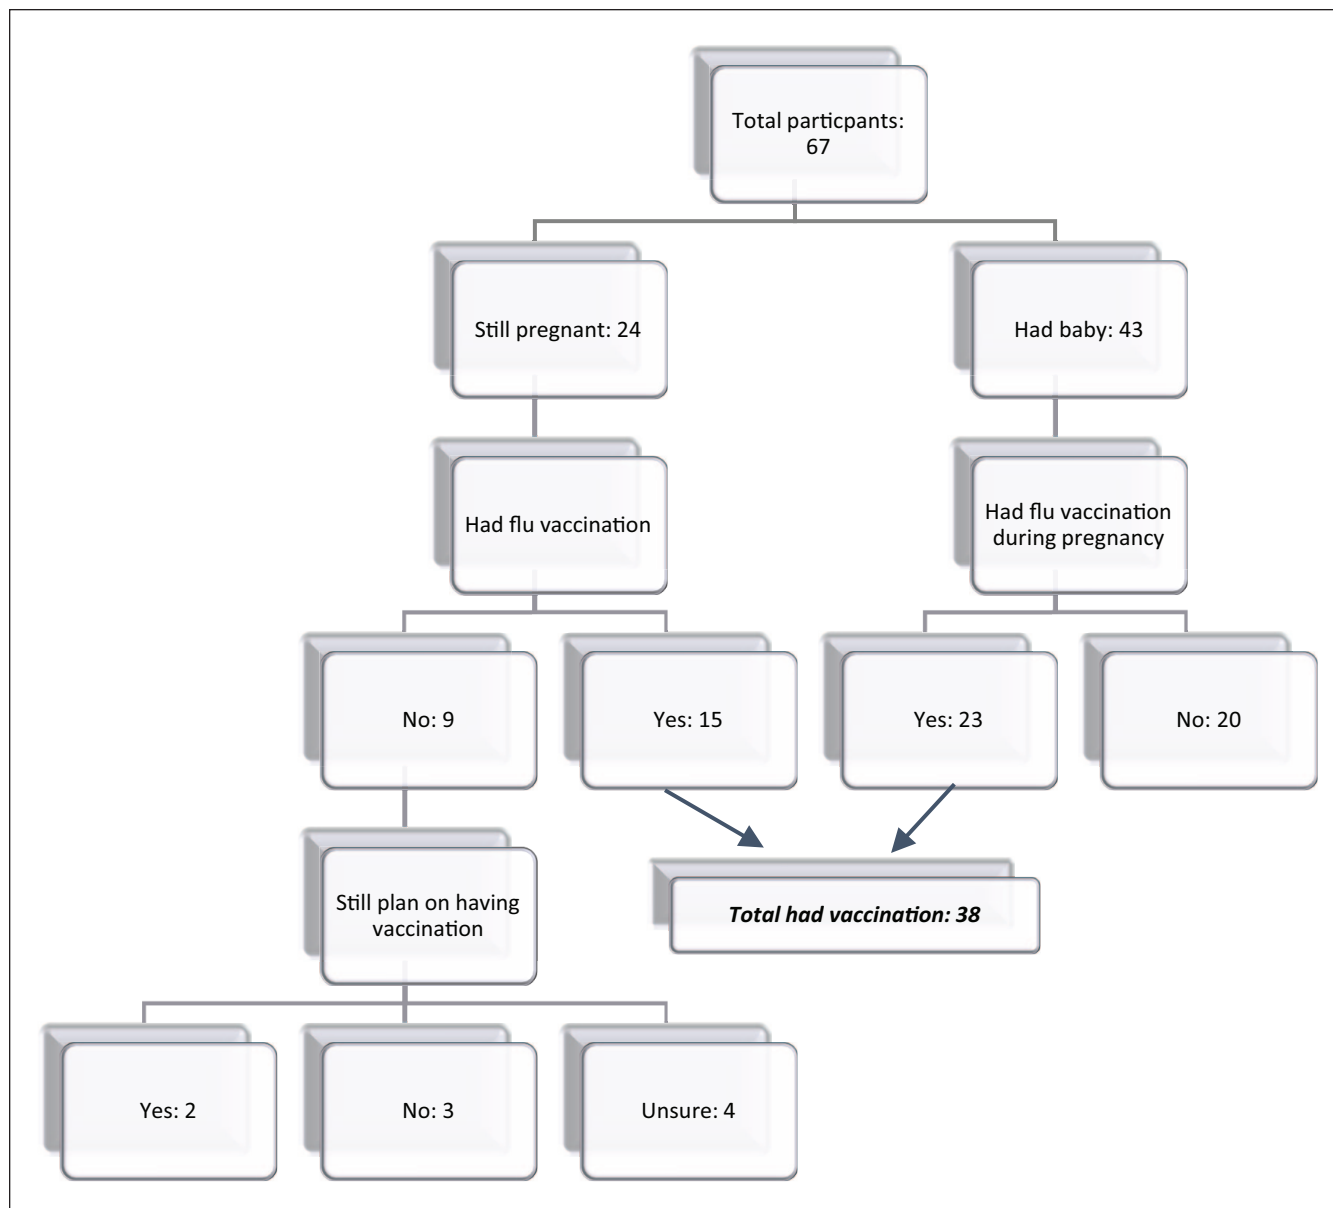 Total particpants:
67
Still pregnant: 24
Had baby: 43
Had flu vaccination
Had flu vaccination
during pregnancy
No: 9
Yes: 15
Yes: 23
No: 20
Still plan on having
vaccination
Total had vaccination: 38
Yes: 2
No: 3
Unsure: 4